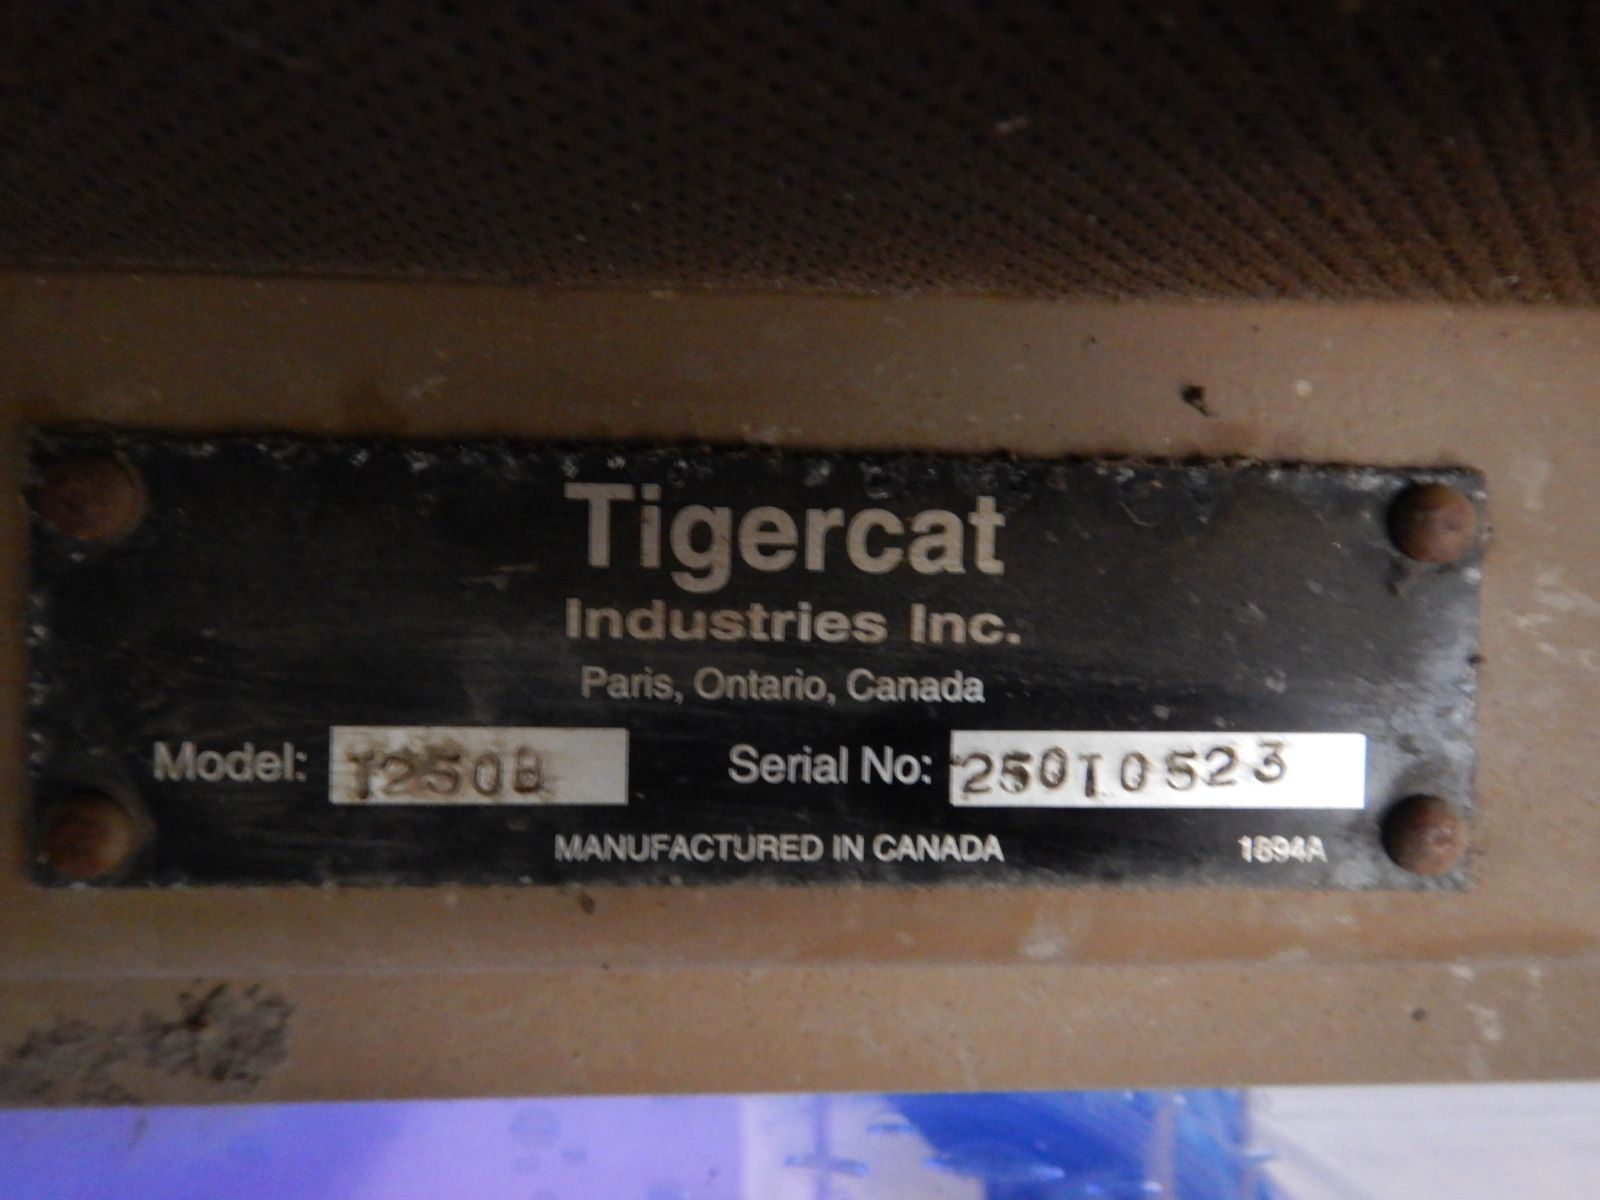 Tigercat
Industries Inc.
Paris, Ontario, Canada
Model: T250B Serial No: 250T0523
MANUFACTURED IN CANADA 1894A